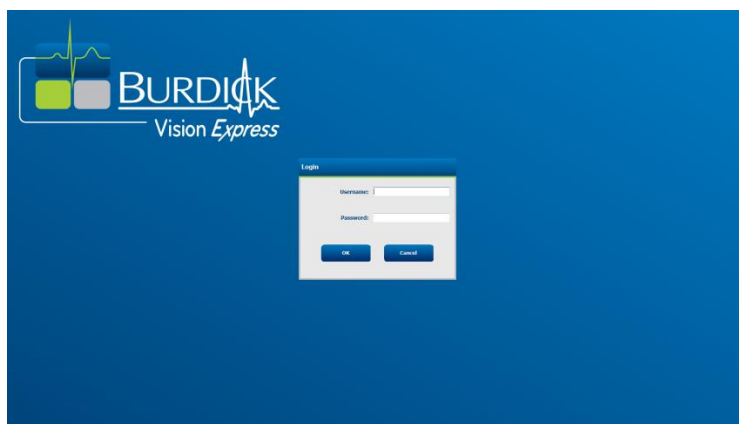 BURDICK
Vision Express
Login
Username:
Password:
OK
Cancel